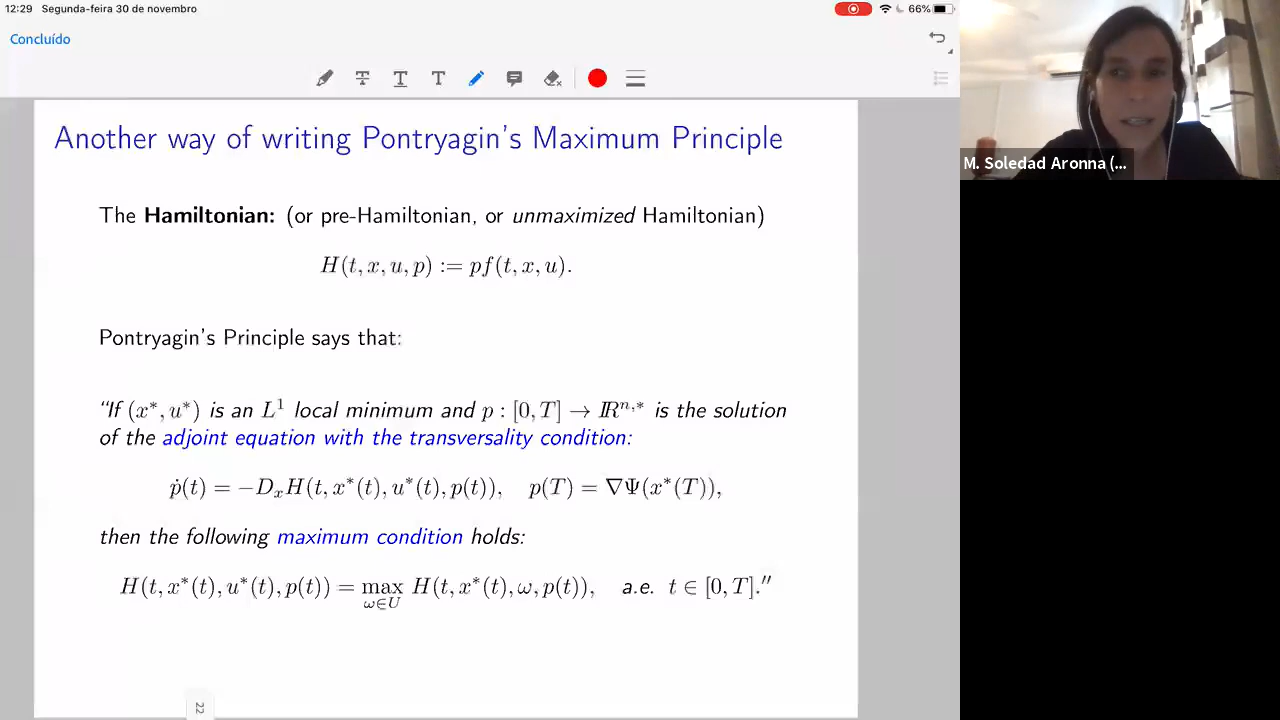 12:29 Segunda-feira 30 de novembro 66%
Concluído
T T T
Another way of writing Pontryagin's Maximum Principle
The Hamiltonian: (or pre-Hamiltonian, or unmaximized Hamiltonian)
H(t, x, u, p) := pf(t, x, u).
Pontryagin's Principle says that:
"If (x*, u*) is an L¹ local minimum and p : [0, T] → ℝⁿ,* is the solution
of the adjoint equation with the transversality condition:
ṗ(t) = −DₓH(t, x*(t), u*(t), p(t)), p(T) = ∇Ψ(x*(T)),
then the following maximum condition holds:
H(t, x*(t), u*(t), p(t)) = max H(t, x*(t), ω, p(t)), a.e. t ∈ [0, T]."
ω∈U
22
M. Soledad Aronna (...